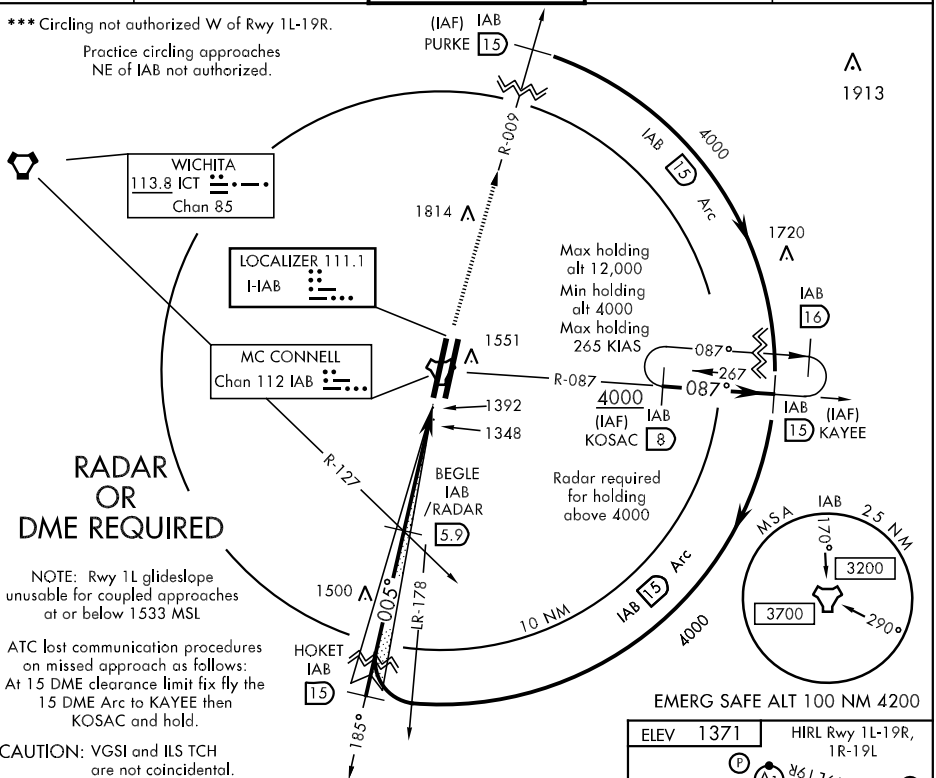 *** Circling not authorized W of Rwy 1L-19R.
Practice circling approaches
NE of IAB not authorized.
(IAF) IAB
PURKE 15
1913
R-009
IAB 15 Arc
4000
WICHITA
113.8 ICT
Chan 85
1814
1720
LOCALIZER 111.1
I-IAB
Max holding
alt 12,000
Min holding
alt 4000
Max holding
265 KIAS
IAB
16
MC CONNELL
Chan 112 IAB
1551
087°
267
R-087
087°
4000
(IAF) IAB
KOSAC 8
IAB (IAF)
15 KAYEE
1392
1348
R-127
RADAR
OR
DME REQUIRED
BEGLE
IAB
/RADAR
5.9
Radar required
for holding
above 4000
NOTE: Rwy 1L glideslope
unusable for coupled approaches
at or below 1533 MSL
1500
005°
LR-178
10 NM
IAB 15 Arc
4000
MSA IAB 25 NM
170°
3200
3700
290°
EMERG SAFE ALT 100 NM 4200
ATC lost communication procedures
on missed approach as follows:
At 15 DME clearance limit fix fly the
15 DME Arc to KAYEE then
KOSAC and hold.
HOKET
IAB
15
185°
CAUTION: VGSI and ILS TCH
are not coincidental.
ELEV 1371
HIRL Rwy 1L-19R,
1R-19L
P